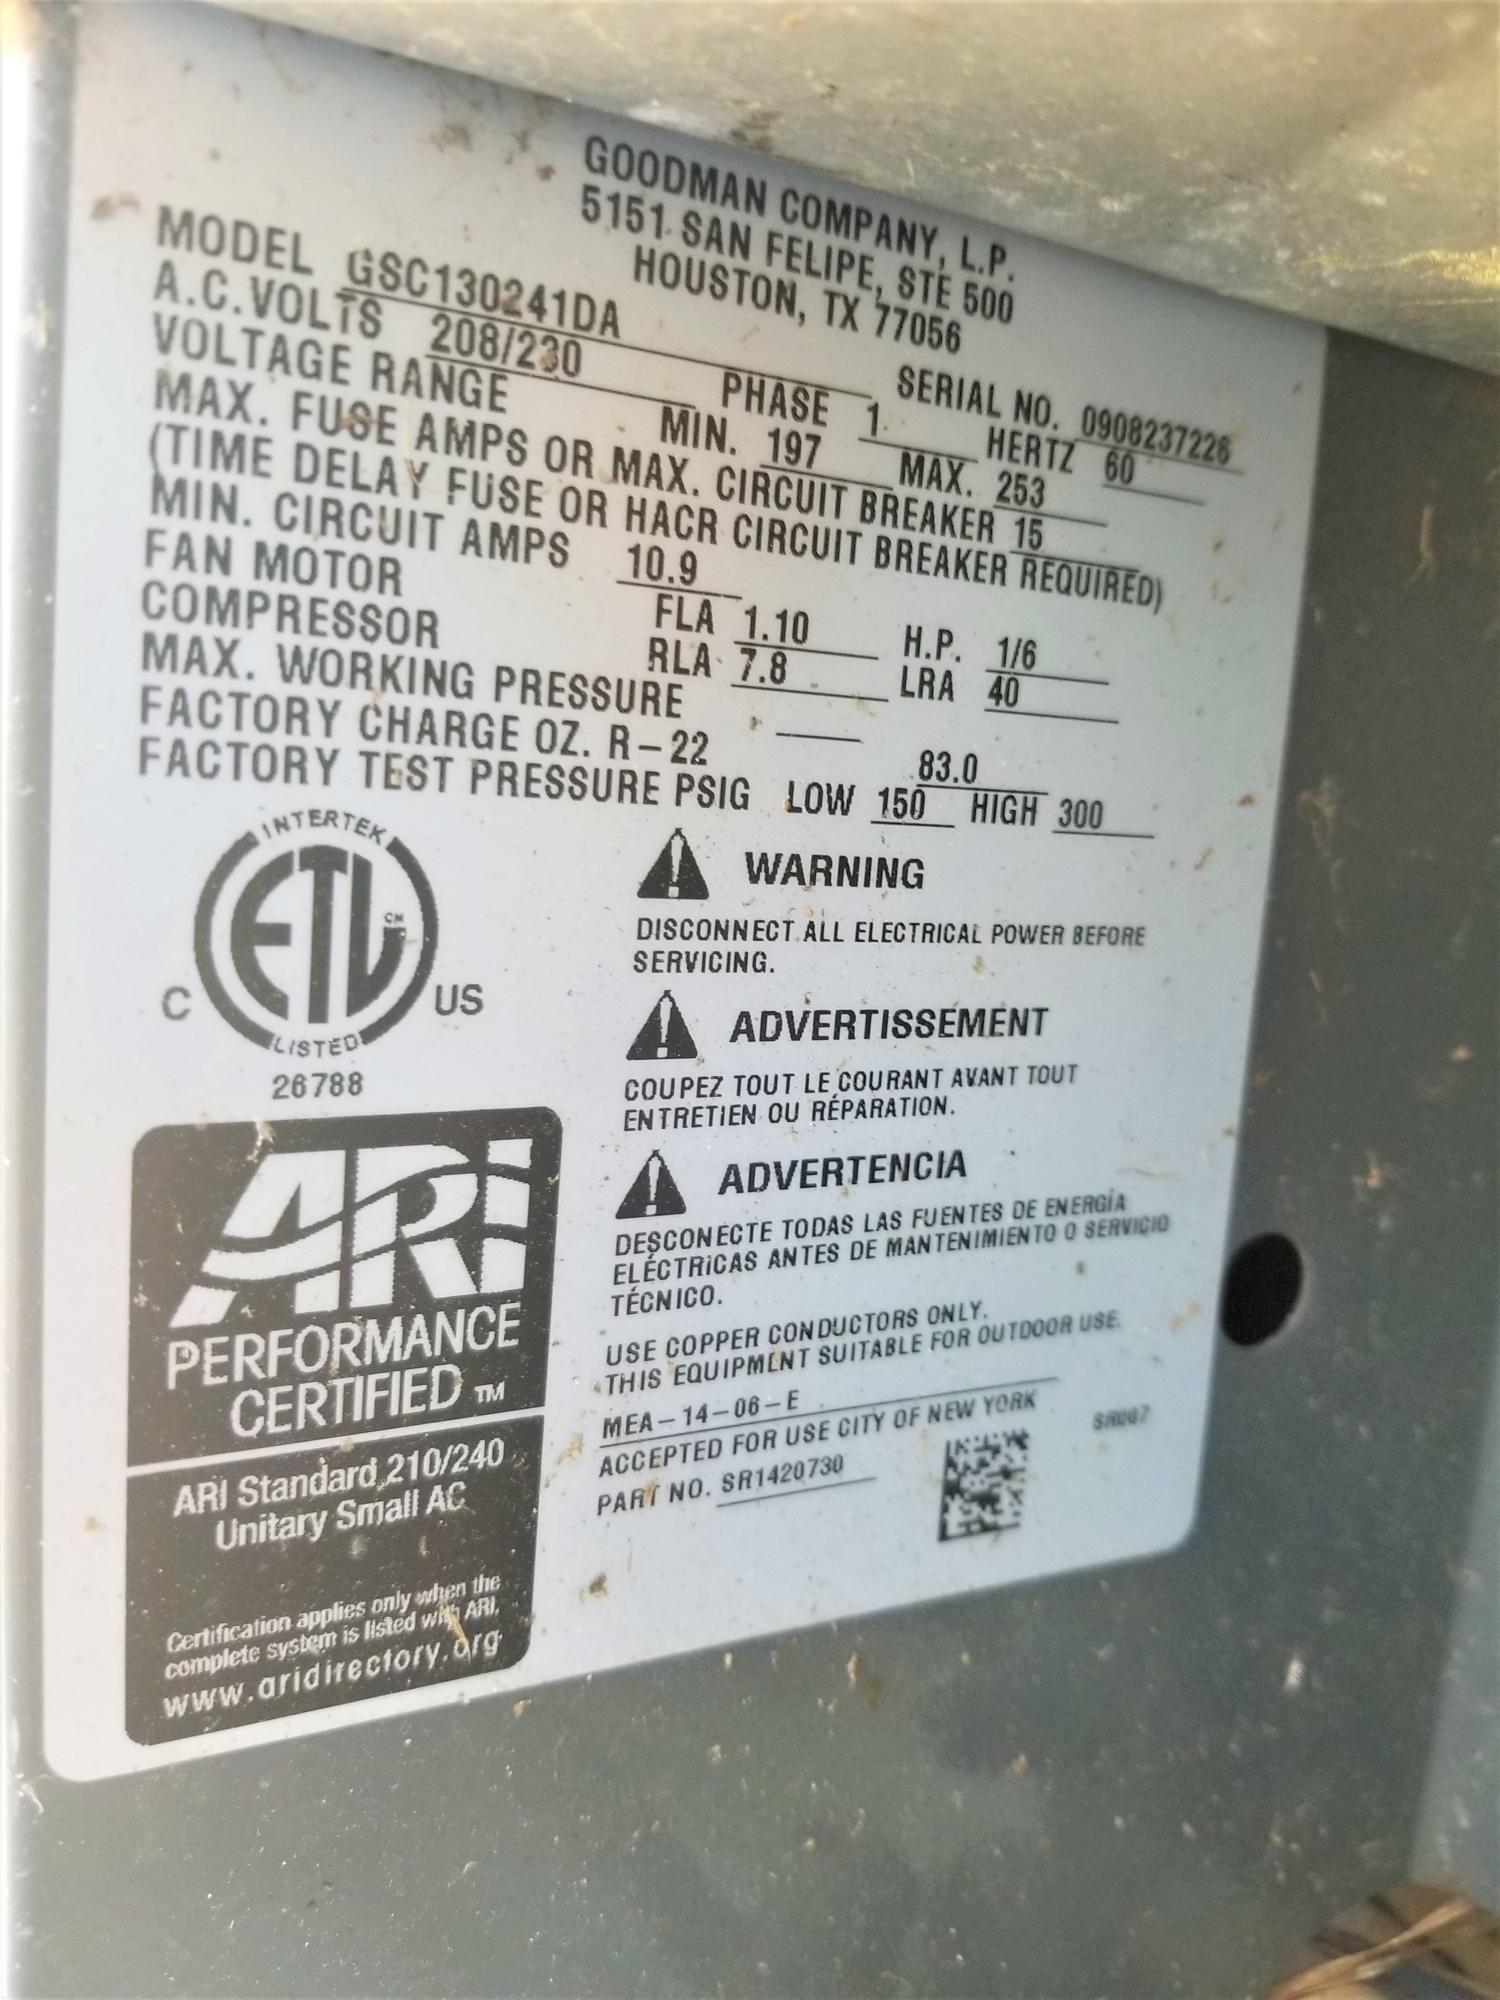 GOODMAN COMPANY, L.P.
5151 SAN FELIPE, STE 500
HOUSTON, TX 77056
MODEL GSC130241DA SERIAL NO. 0908237226
A.C.VOLTS 208/230 PHASE 1 HERTZ 60
VOLTAGE RANGE MIN. 197 MAX. 253
MAX. FUSE AMPS OR MAX. CIRCUIT BREAKER 15
(TIME DELAY FUSE OR HACR CIRCUIT BREAKER REQUIRED)
MIN. CIRCUIT AMPS 10.9
FAN MOTOR FLA 1.10 H.P. 1/6
COMPRESSOR RLA 7.8 LRA 40
MAX. WORKING PRESSURE
FACTORY CHARGE OZ. R-22 83.0
FACTORY TEST PRESSURE PSIG LOW 150 HIGH 300
INTERTEK
ETL CM
C US
LISTED
26788
WARNING
DISCONNECT ALL ELECTRICAL POWER BEFORE
SERVICING.
ADVERTISSEMENT
COUPEZ TOUT LE COURANT AVANT TOUT
ENTRETIEN OU RÉPARATION.
ADVERTENCIA
DESCONECTE TODAS LAS FUENTES DE ENERGÍA
ELÉCTRICAS ANTES DE MANTENIMIENTO O SERVICIO
TÉCNICO.
USE COPPER CONDUCTORS ONLY.
THIS EQUIPMENT SUITABLE FOR OUTDOOR USE.
MEA-14-06-E
ACCEPTED FOR USE CITY OF NEW YORK
PART NO. SR1420730
SR007
ARI
PERFORMANCE
CERTIFIED TM
ARI Standard 210/240
Unitary Small AC
Certification applies only when the
complete system is listed with ARI.
www.aridirectory.org